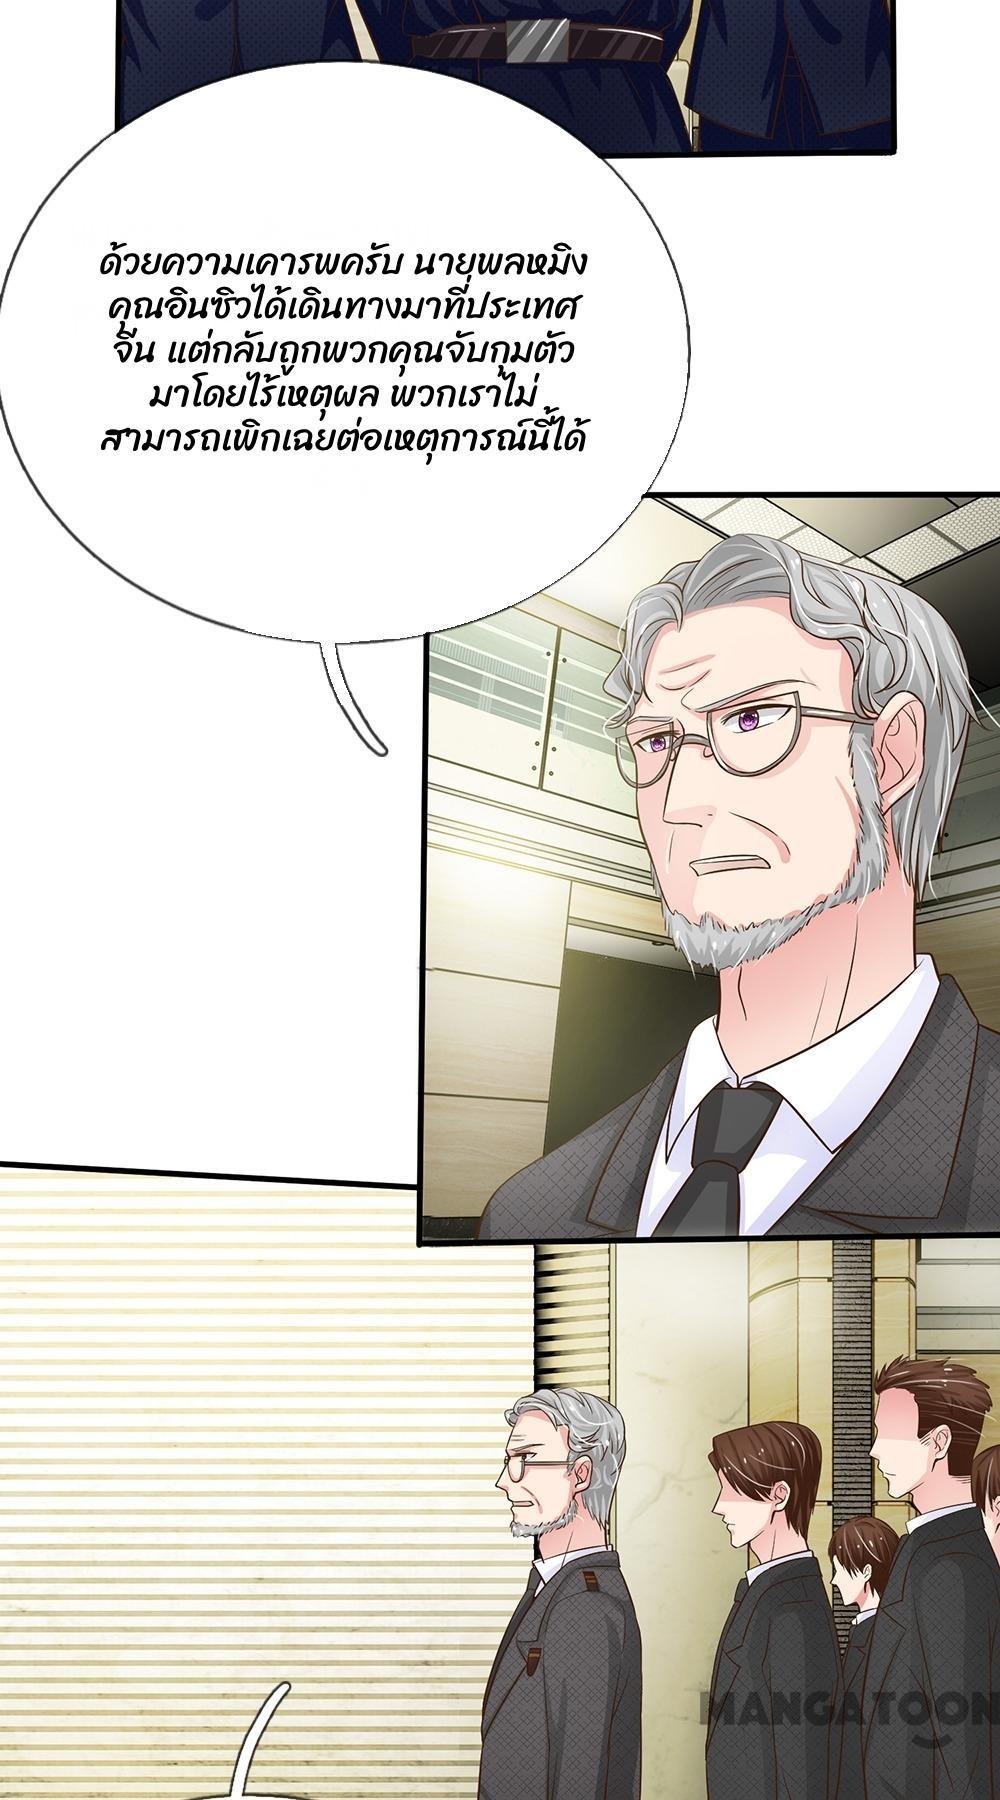 ด้วยความเคารพครับ นายพลหมิง
คุณอินซิวได้เดินทางมาที่ประเทศ
จีน แต่กลับถูกพวกคุณจับกุมตัว
มาโดยไร้เหตุผล พวกเราไม่
สามารถเพิกเฉยต่อเหตุการณ์นี้ได้
MANGATOON